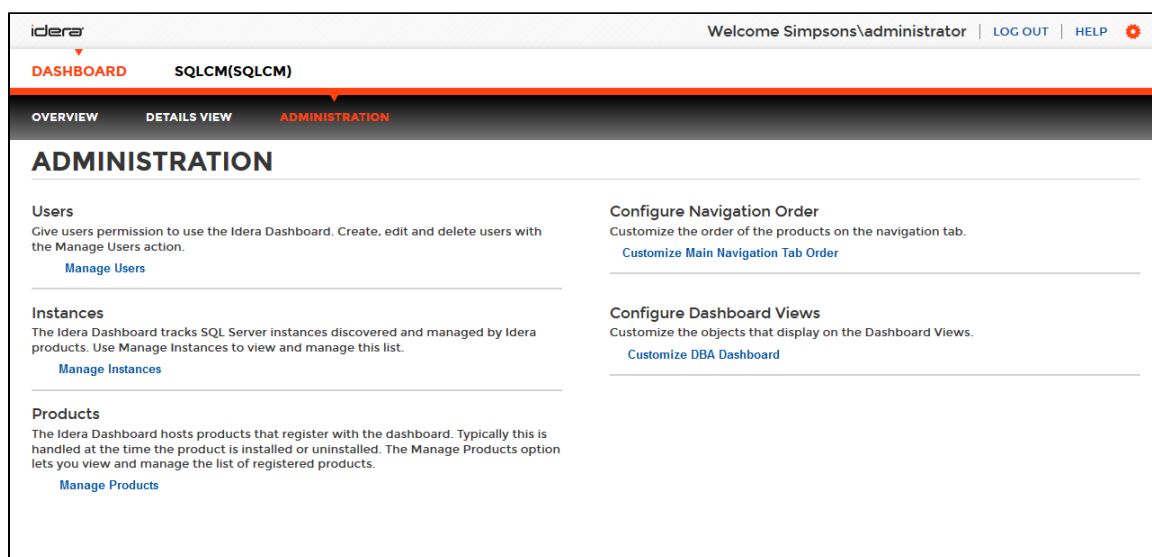 idera
Welcome Simpsons\administrator | LOG OUT | HELP
DASHBOARD SQLCM(SQLCM)
OVERVIEW DETAILS VIEW ADMINISTRATION
ADMINISTRATION
Users
Give users permission to use the Idera Dashboard. Create, edit and delete users with
the Manage Users action.
Manage Users
Instances
The Idera Dashboard tracks SQL Server instances discovered and managed by Idera
products. Use Manage Instances to view and manage this list.
Manage Instances
Products
The Idera Dashboard hosts products that register with the dashboard. Typically this is
handled at the time the product is installed or uninstalled. The Manage Products option
lets you view and manage the list of registered products.
Manage Products
Configure Navigation Order
Customize the order of the products on the navigation tab.
Customize Main Navigation Tab Order
Configure Dashboard Views
Customize the objects that display on the Dashboard Views.
Customize DBA Dashboard